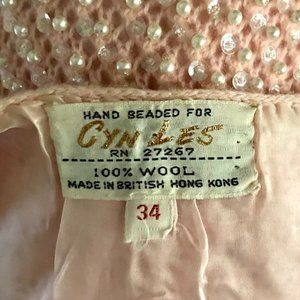 HAND BEADED FOR
CYN LES
RN 27267
100% WOOL
MADE IN BRITISH HONG KONG
34